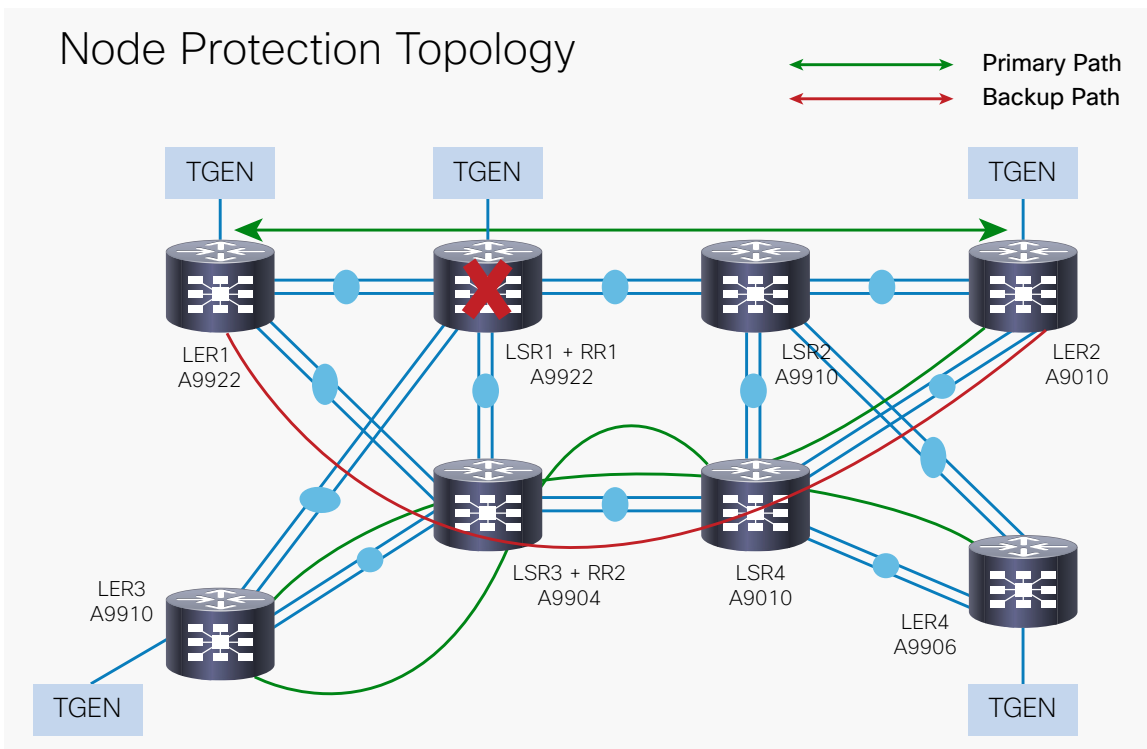 Node Protection Topology
Primary Path
Backup Path
TGEN
TGEN
TGEN
LER1
A9922
LSR1 + RR1
A9922
LSR2
A9910
LER2
A9010
LER3
A9910
LSR3 + RR2
A9904
LSR4
A9010
LER4
A9906
TGEN
TGEN